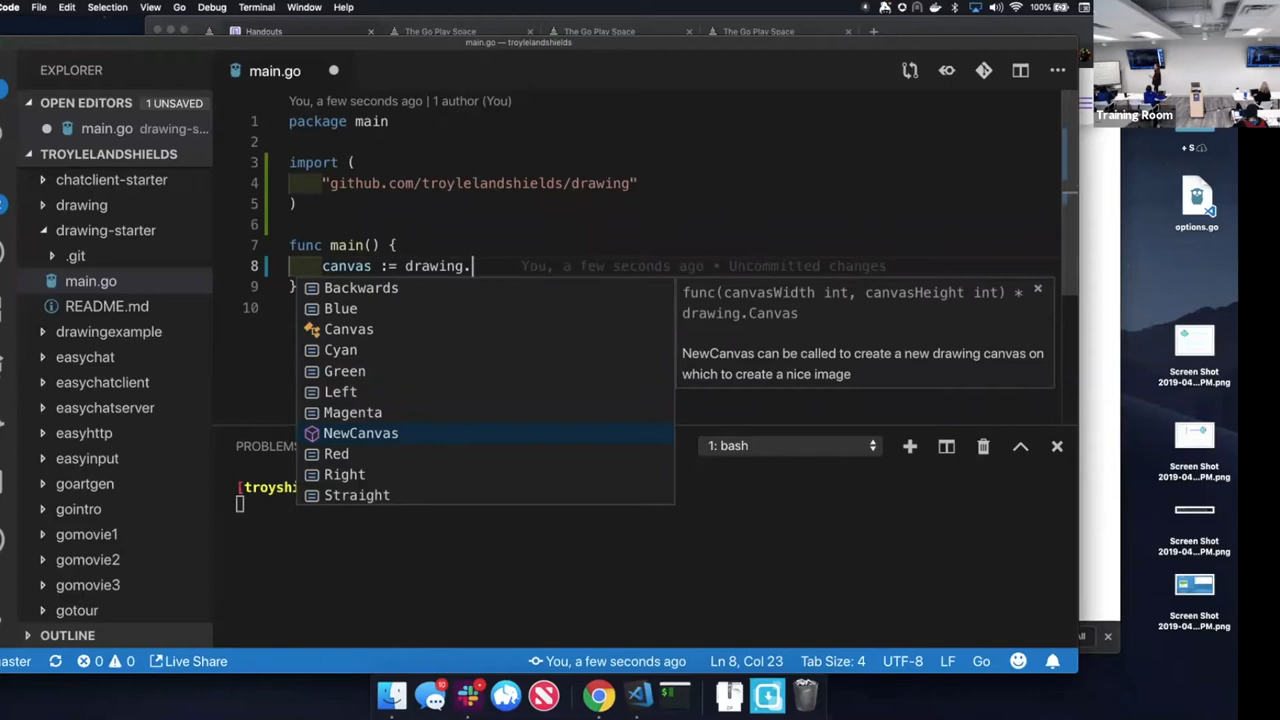 Code File Edit Selection View Go Debug Terminal Window Help 100%
Handouts The Go Play Space The Go Play Space The Go Play Space
main.go — troylelandshields
EXPLORER
OPEN EDITORS 1 UNSAVED
main.go drawing-s...
TROYLELANDSHIELDS
chatclient-starter
drawing
drawing-starter
.git
main.go
README.md
drawingexample
easychat
easychatclient
easychatserver
easyhttp
easyinput
goartgen
gointro
gomovie1
gomovie2
gomovie3
gotour
OUTLINE
main.go
You, a few seconds ago | 1 author (You)
1 package main
2
3 import (
4 "github.com/troylelandshields/drawing"
5 )
6
7 func main() {
8 canvas := drawing. You, a few seconds ago • Uncommitted changes
9 }
10
Backwards
Blue
Canvas
Cyan
Green
Left
Magenta
NewCanvas
Red
Right
Straight
func(canvasWidth int, canvasHeight int) *
drawing.Canvas
NewCanvas can be called to create a new drawing canvas on
which to create a nice image
PROBLEMS
1: bash
[troyshi
Live Share
0 0
You, a few seconds ago Ln 8, Col 23 Tab Size: 4 UTF-8 LF Go
Training Room
+ S
options.go
Screen Shot
2019-04...PM.png
Screen Shot
2019-04...PM.png
Screen Shot
2019-04...PM.png
Screen Shot
2019-04...PM.png
10